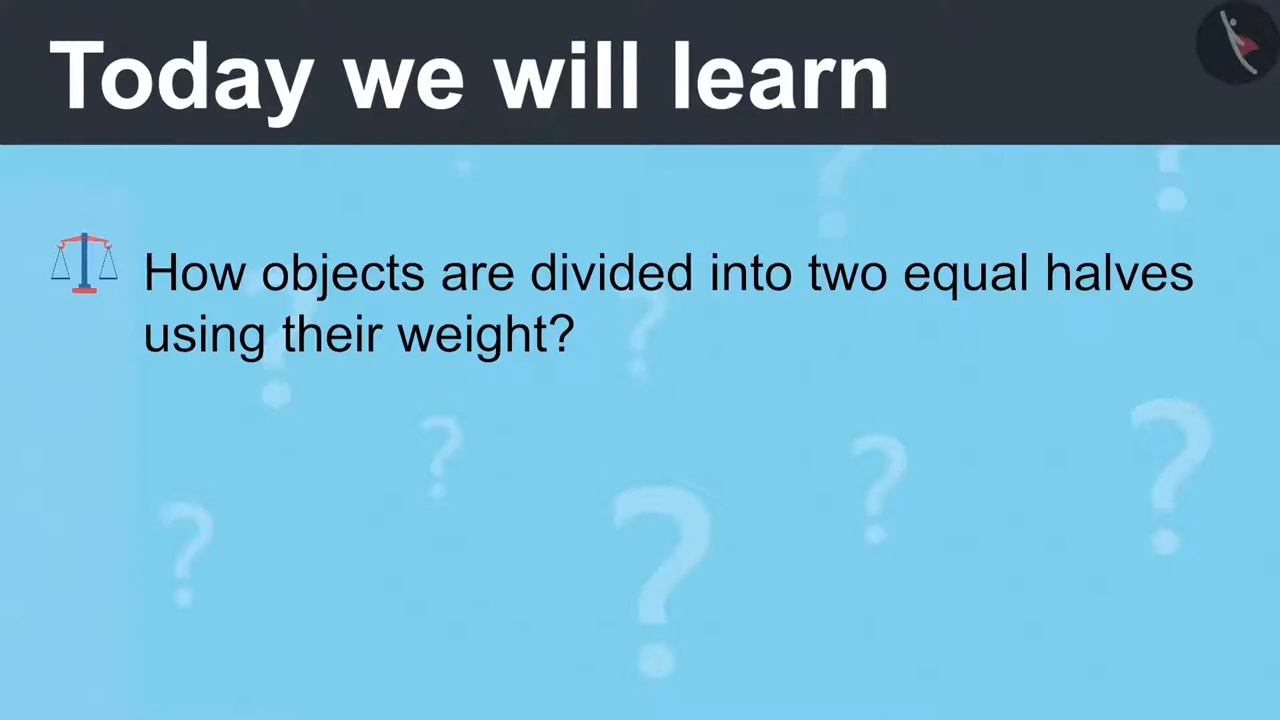 Today we will learn
How objects are divided into two equal halves
using their weight?